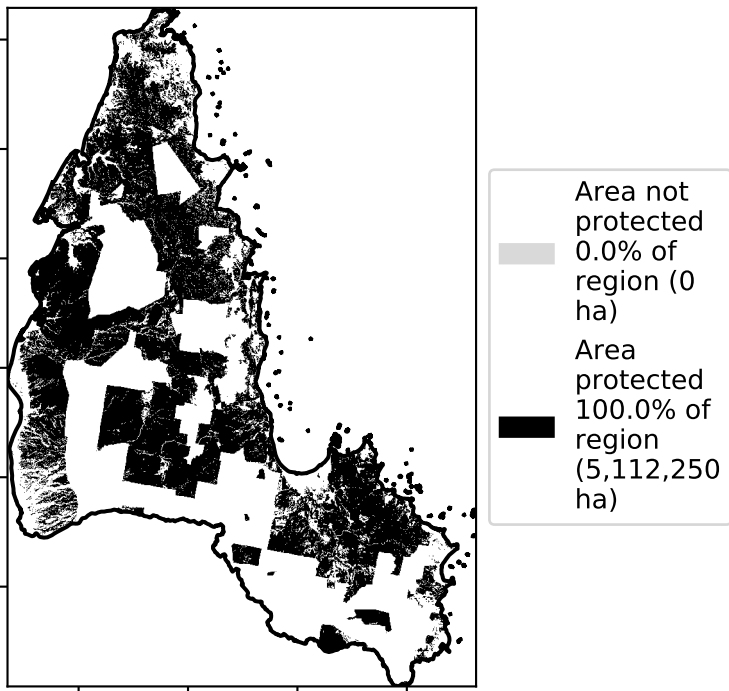 Area not
protected
0.0% of
region (0
ha)
Area
protected
100.0% of
region
(5,112,250
ha)